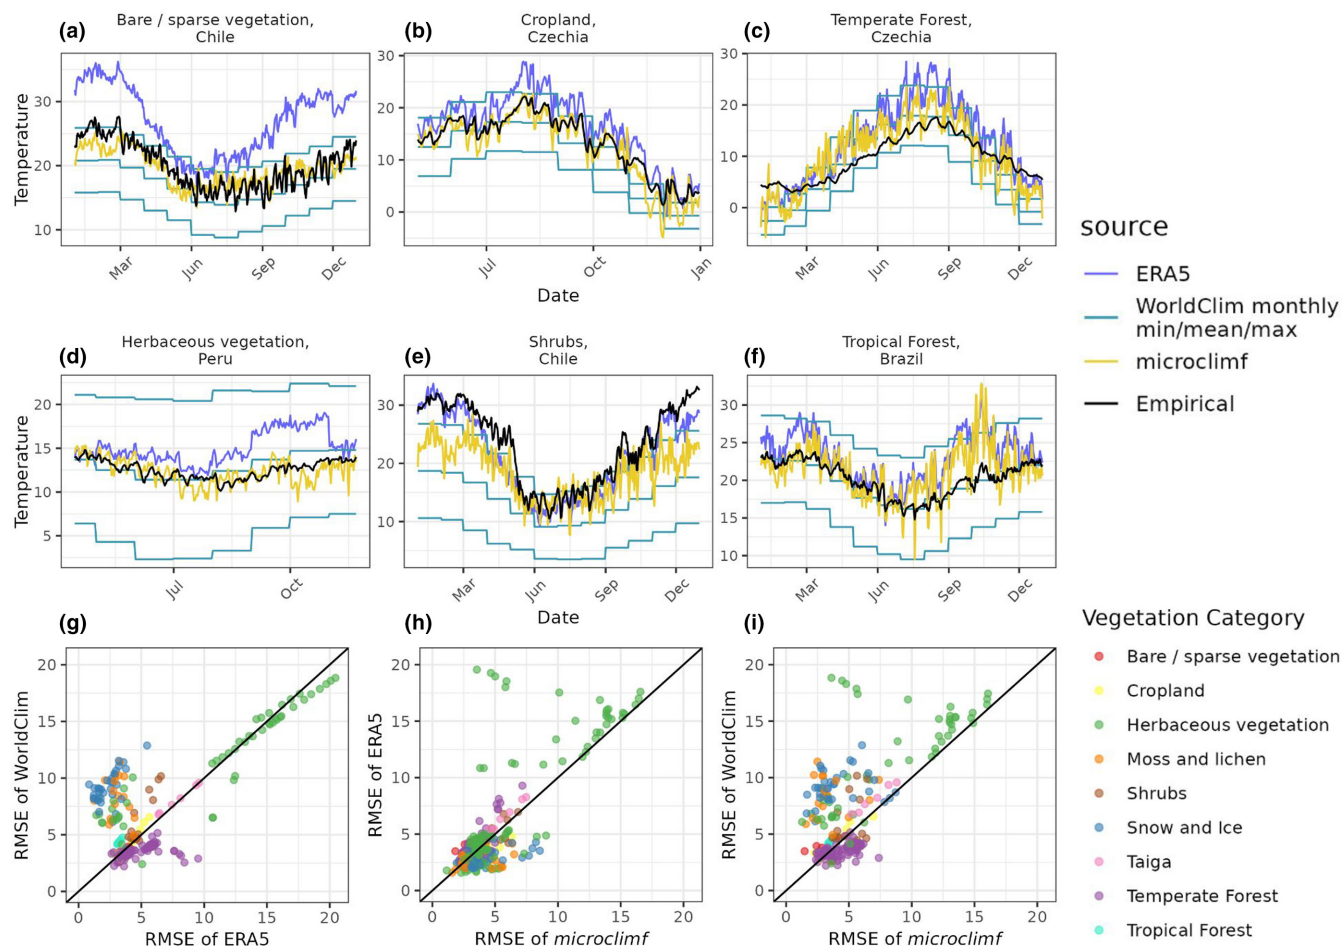 (a) Bare / sparse vegetation,
Chile
(b) Cropland,
Czechia
(c) Temperate Forest,
Czechia
Temperature
30
20
10
Mar Jun Sep Dec
30
20
10
0
Jul Oct Jan
30
20
10
0
Mar Jun Sep Dec
Date
(d) Herbaceous vegetation,
Peru
(e) Shrubs,
Chile
(f) Tropical Forest,
Brazil
Temperature
20
15
10
5
Jul Oct
30
20
10
Mar Jun Sep Dec
30
25
20
15
10
Mar Jun Sep Dec
Date
source
ERA5
WorldClim monthly
min/mean/max
microclimf
Empirical
(g)
RMSE of WorldClim
20
15
10
5
0
0 5 10 15 20
RMSE of ERA5
(h)
RMSE of ERA5
20
15
10
5
0
0 5 10 15 20
RMSE of microclimf
(i)
RMSE of WorldClim
20
15
10
5
0
0 5 10 15 20
RMSE of microclimf
Vegetation Category
Bare / sparse vegetation
Cropland
Herbaceous vegetation
Moss and lichen
Shrubs
Snow and Ice
Taiga
Temperate Forest
Tropical Forest